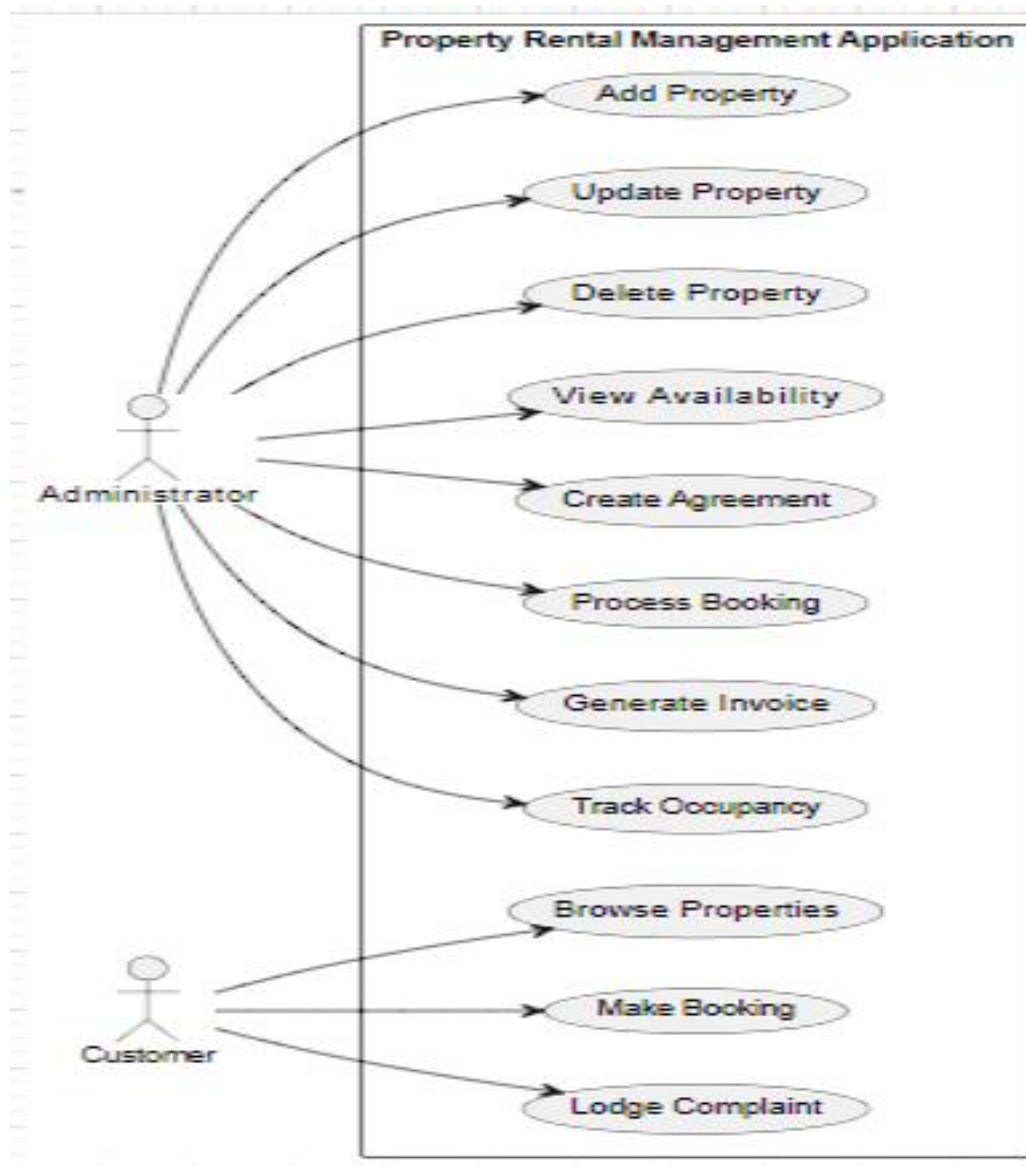 Property Rental Management Application
Add Property
Update Property
Delete Property
View Availability
Administrator
Create Agreement
Process Booking
Generate Invoice
Track Occupancy
Browse Properties
Make Booking
Customer
Lodge Complaint